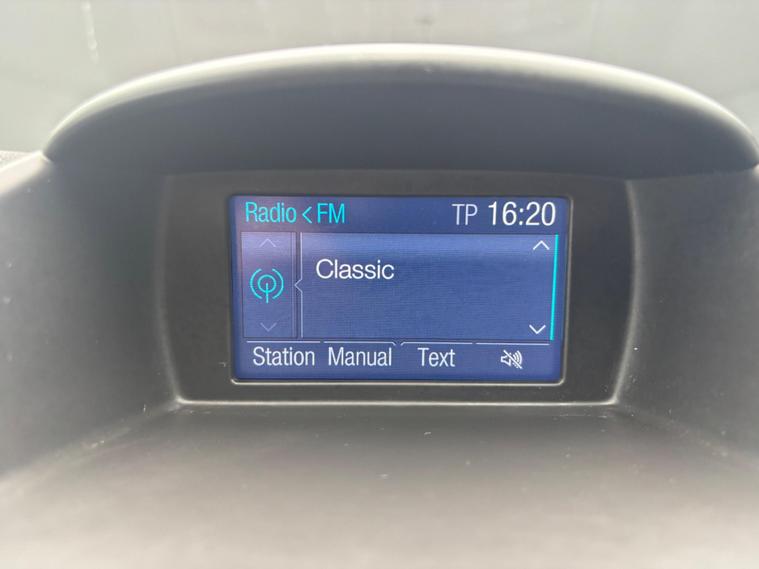 Radio < FM TP 16:20
Classic
Station Manual Text